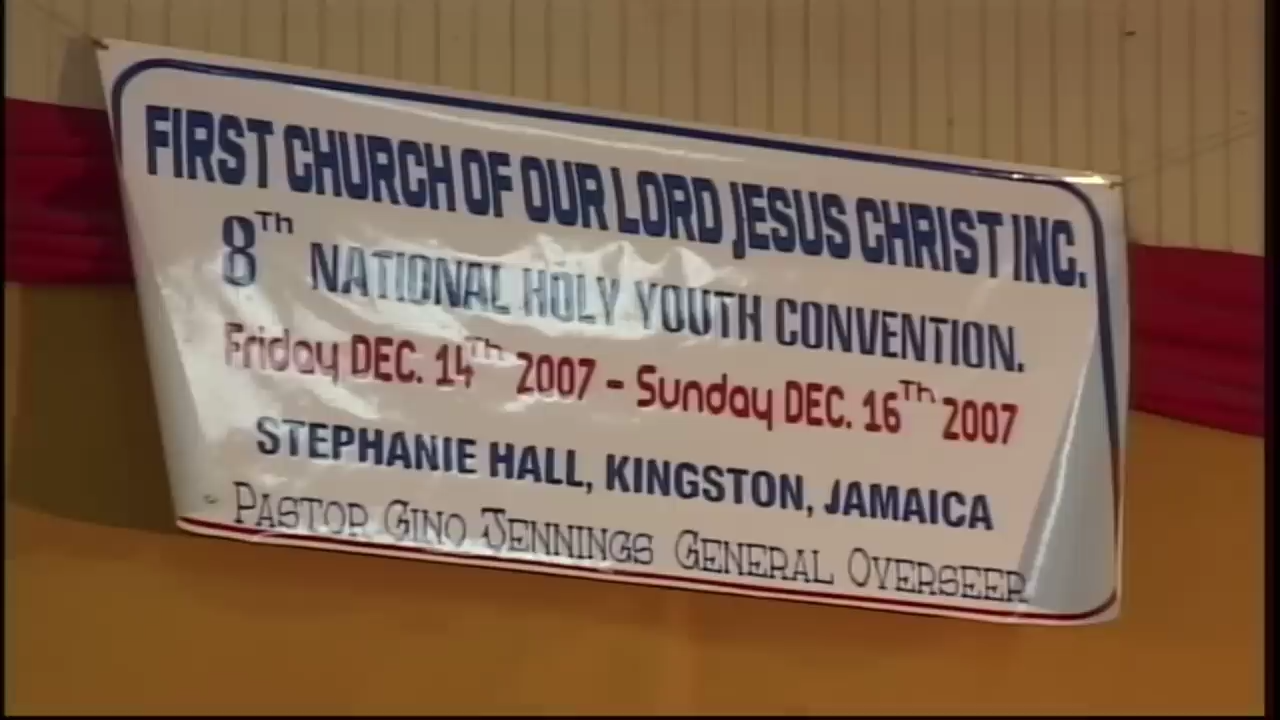 FIRST CHURCH OF OUR LORD JESUS CHRIST INC.
8Th NATIONAL HOLY YOUTH CONVENTION.
Friday DEC. 14Th 2007 - Sunday DEC. 16Th 2007
STEPHANIE HALL, KINGSTON, JAMAICA
PASTOR GINO JENNINGS GENERAL OVERSEER